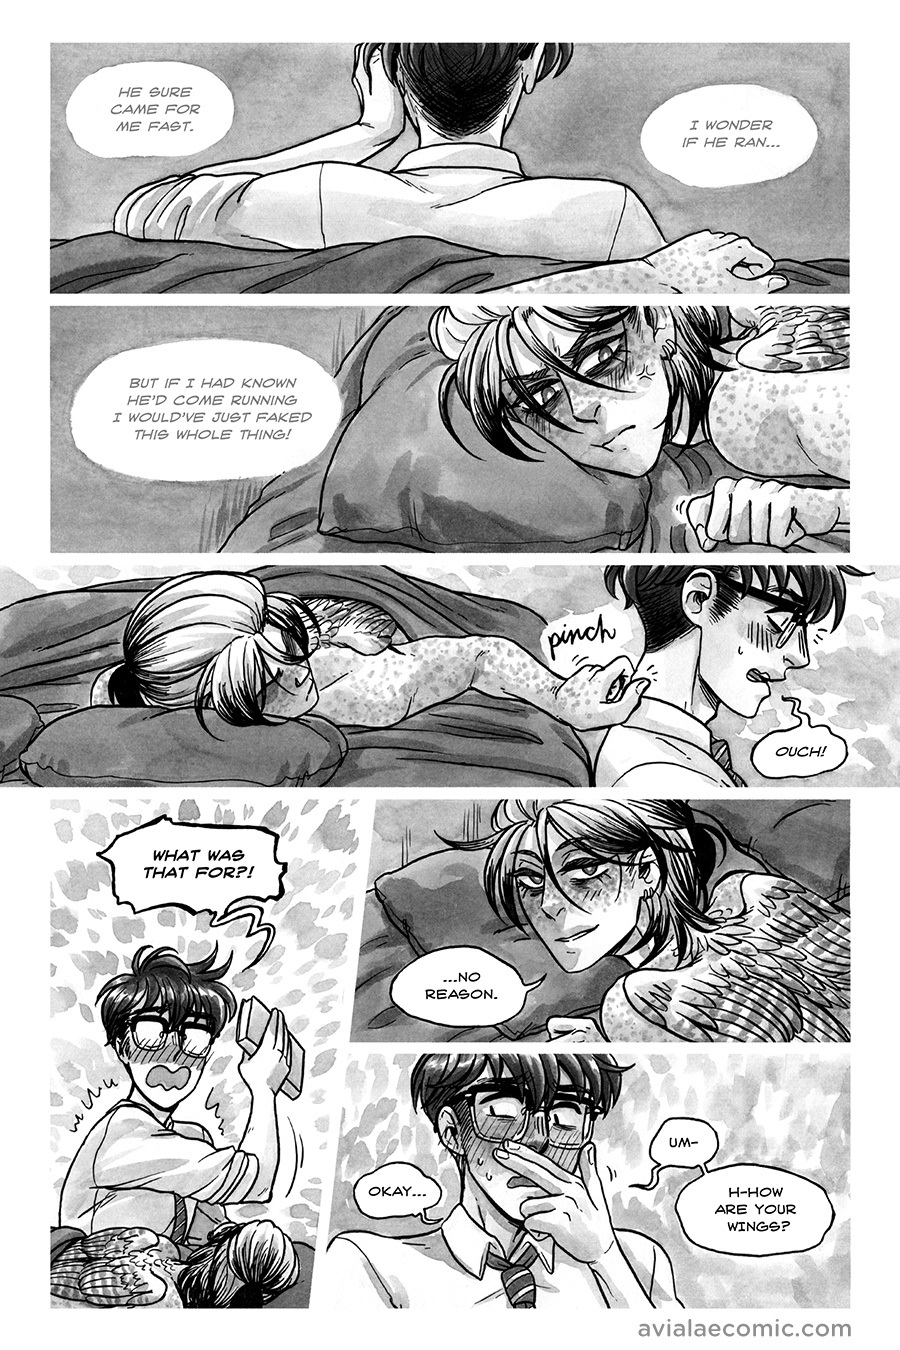 HE SURE
CAME FOR
ME FAST.
I WONDER
IF HE RAN...
BUT IF I HAD KNOWN
HE'D COME RUNNING
I WOULD'VE JUST FAKED
THIS WHOLE THING!
pinch
OUCH!
WHAT WAS
THAT FOR?!
...NO
REASON.
OKAY...
UM-
H-HOW
ARE YOUR
WINGS?
avialaecomic.com